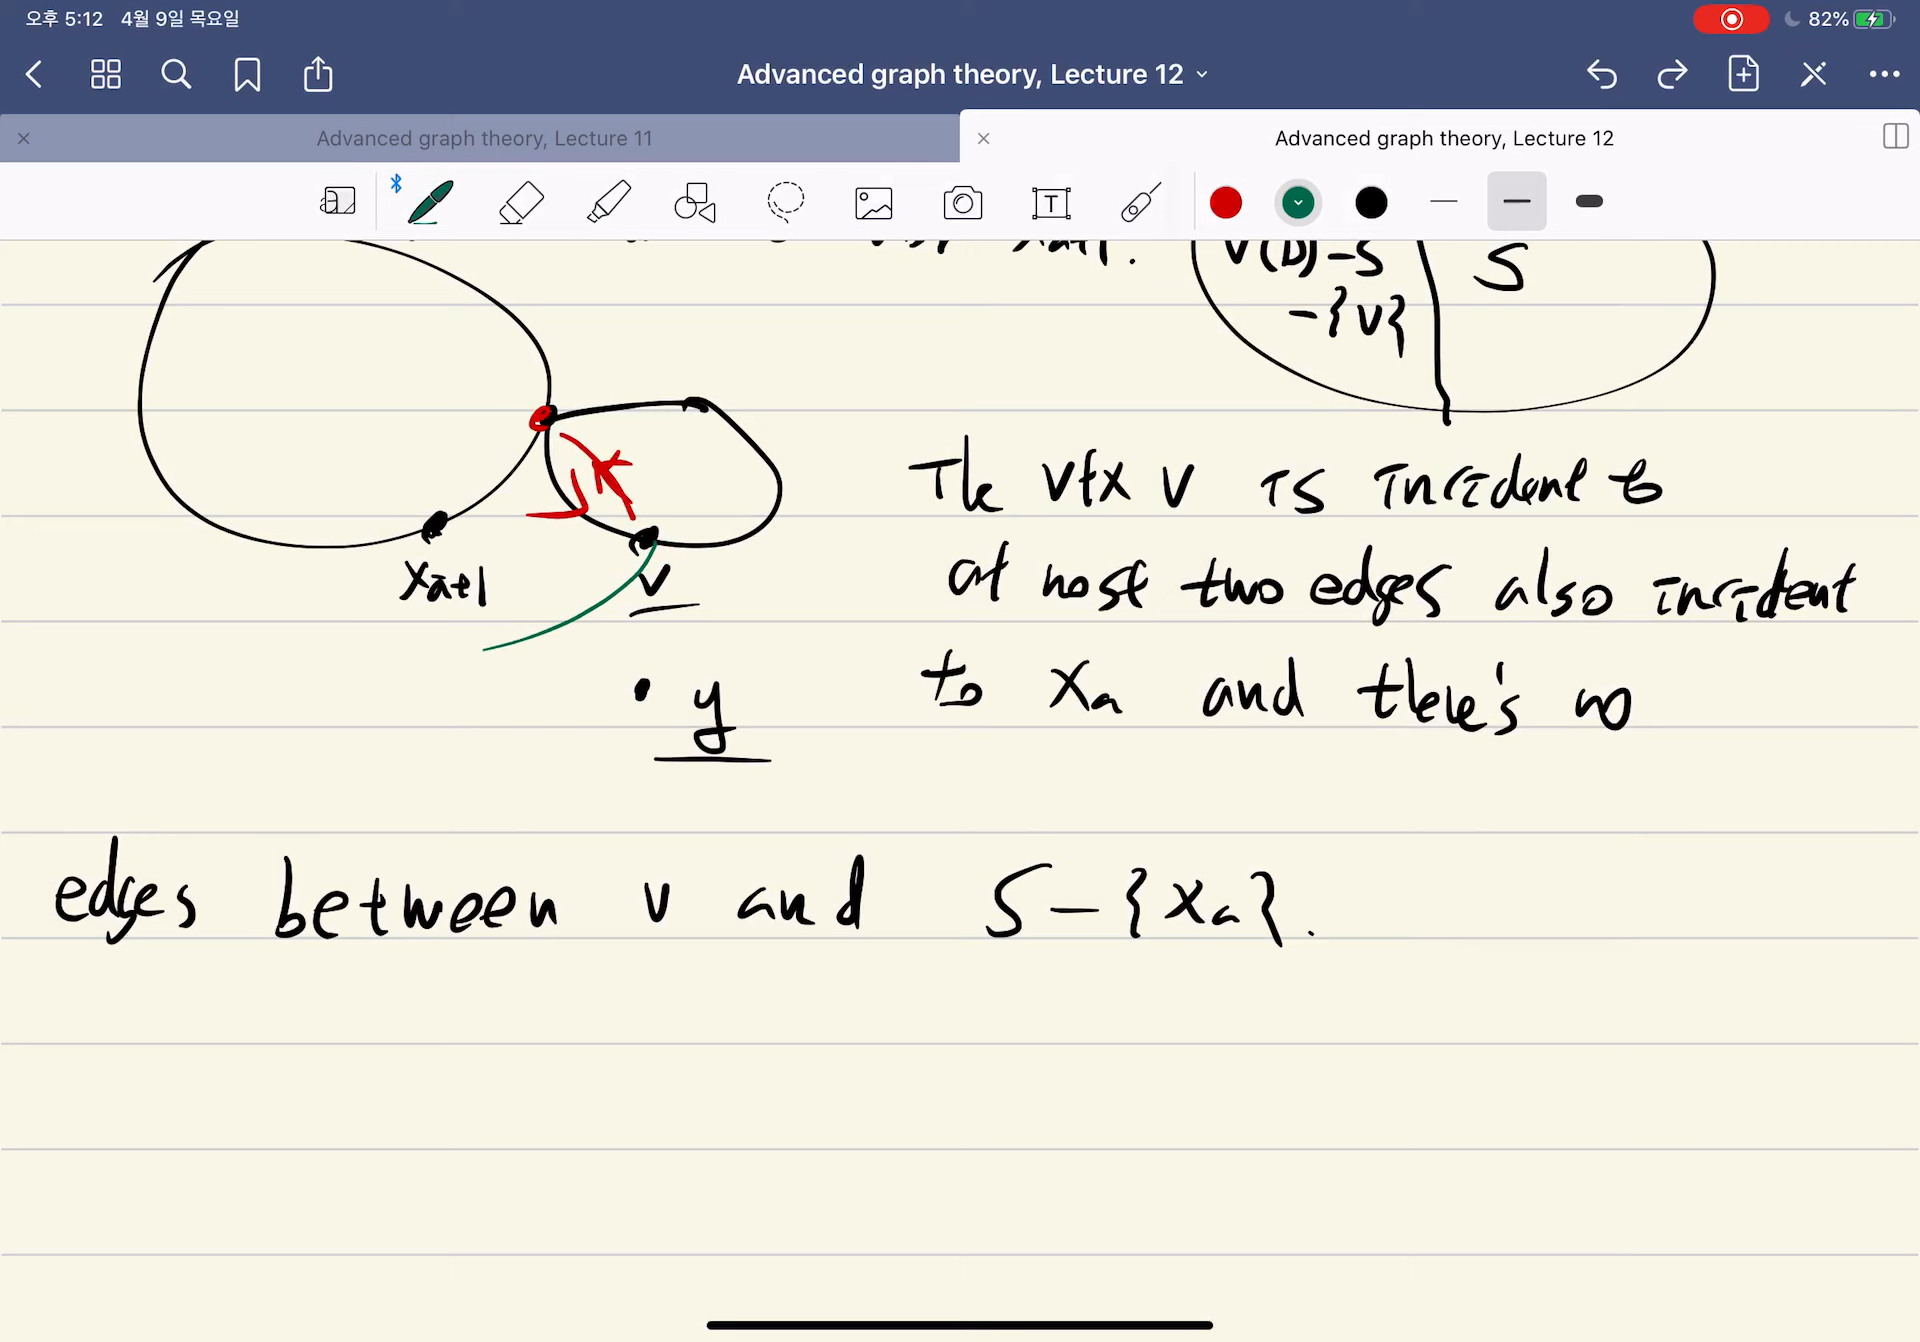 오후 5:12 4월 9일 목요일
82%
Advanced graph theory, Lecture 12
Advanced graph theory, Lecture 11
Advanced graph theory, Lecture 12
T
V(D)-S
S
-{v}
The vtx v is incident to
at most two edges also incident
xa+1
v
to xa and there's no
y
edges between v and S-{xa}.